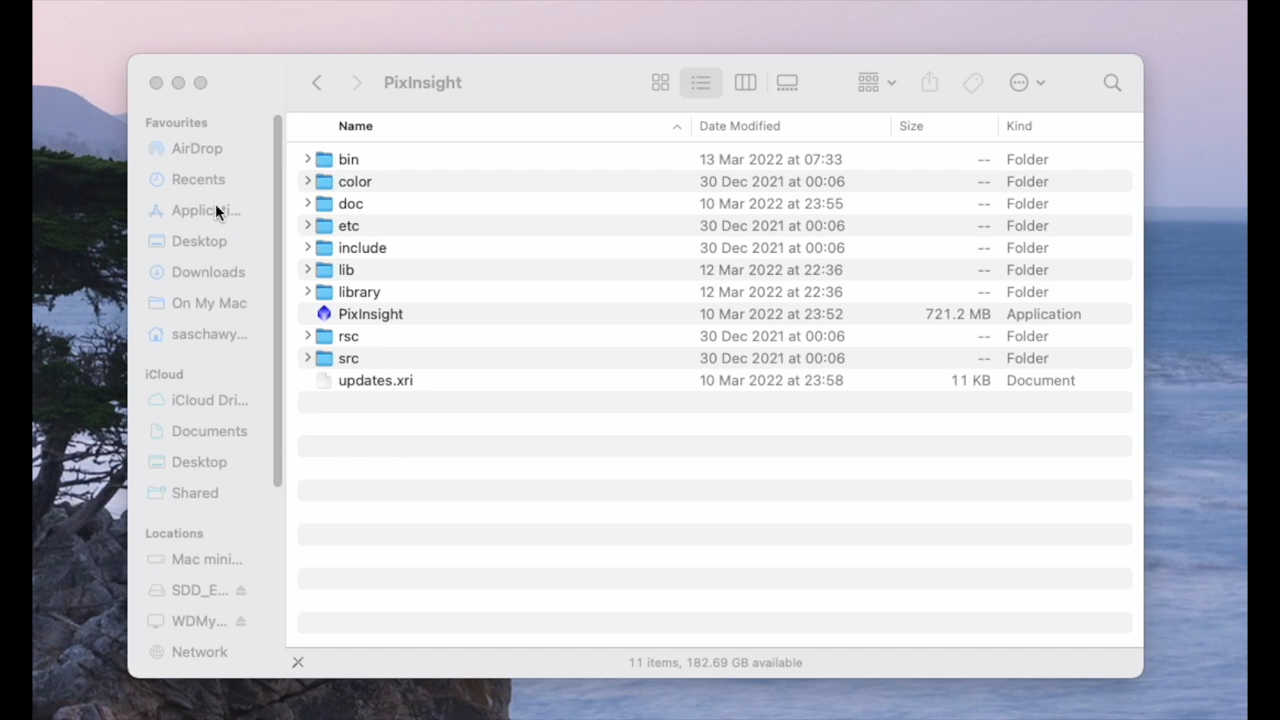 PixInsight
Favourites
AirDrop
Recents
Desktop
Downloads
On My Mac
saschawy...
iCloud
iCloud Dri...
Documents
Desktop
Shared
Locations
Mac mini...
SDD_E...
WDMy...
Network
Name Date Modified Size Kind
bin 13 Mar 2022 at 07:33 -- Folder
color 30 Dec 2021 at 00:06 -- Folder
doc 10 Mar 2022 at 23:55 -- Folder
etc 30 Dec 2021 at 00:06 -- Folder
include 30 Dec 2021 at 00:06 -- Folder
lib 12 Mar 2022 at 22:36 -- Folder
library 12 Mar 2022 at 22:36 -- Folder
PixInsight 10 Mar 2022 at 23:52 721.2 MB Application
rsc 30 Dec 2021 at 00:06 -- Folder
src 30 Dec 2021 at 00:06 -- Folder
updates.xri 10 Mar 2022 at 23:58 11 KB Document
11 items, 182.69 GB available